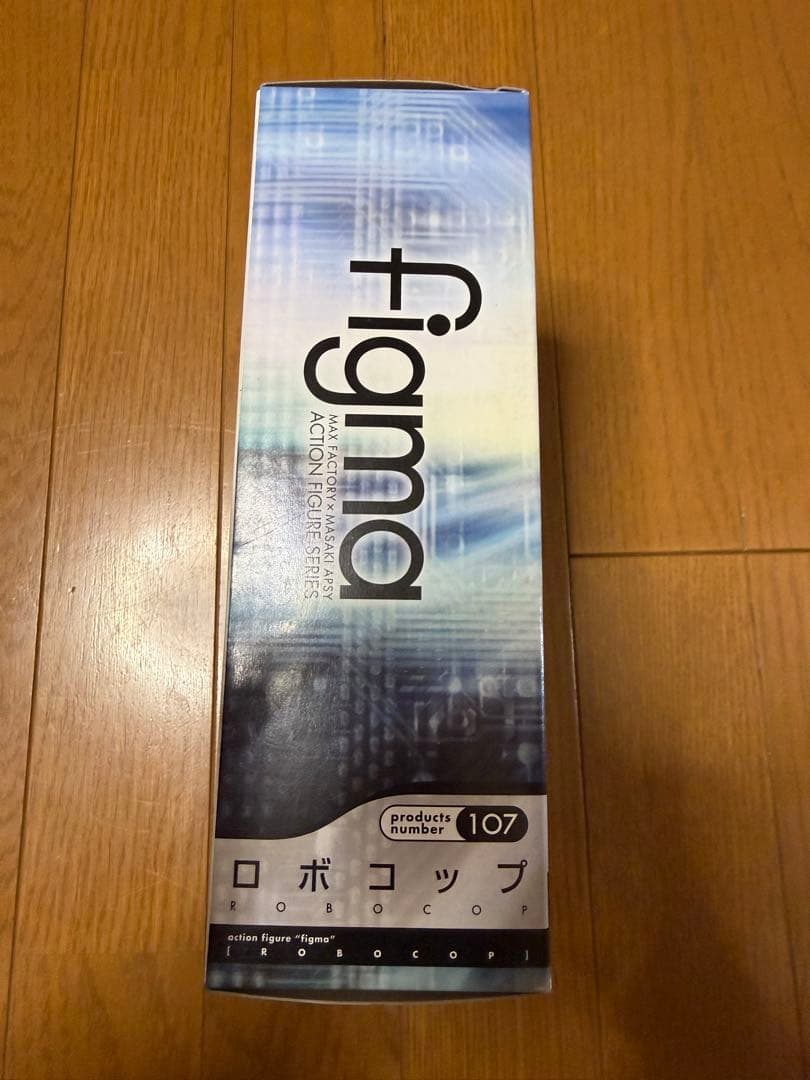 figma
MAX FACTORY × MASAKI APSY
ACTION FIGURE SERIES
products
number
107
ロボコップ
ROBOCOP
action figure "figma"
[ ROBOCOP ]